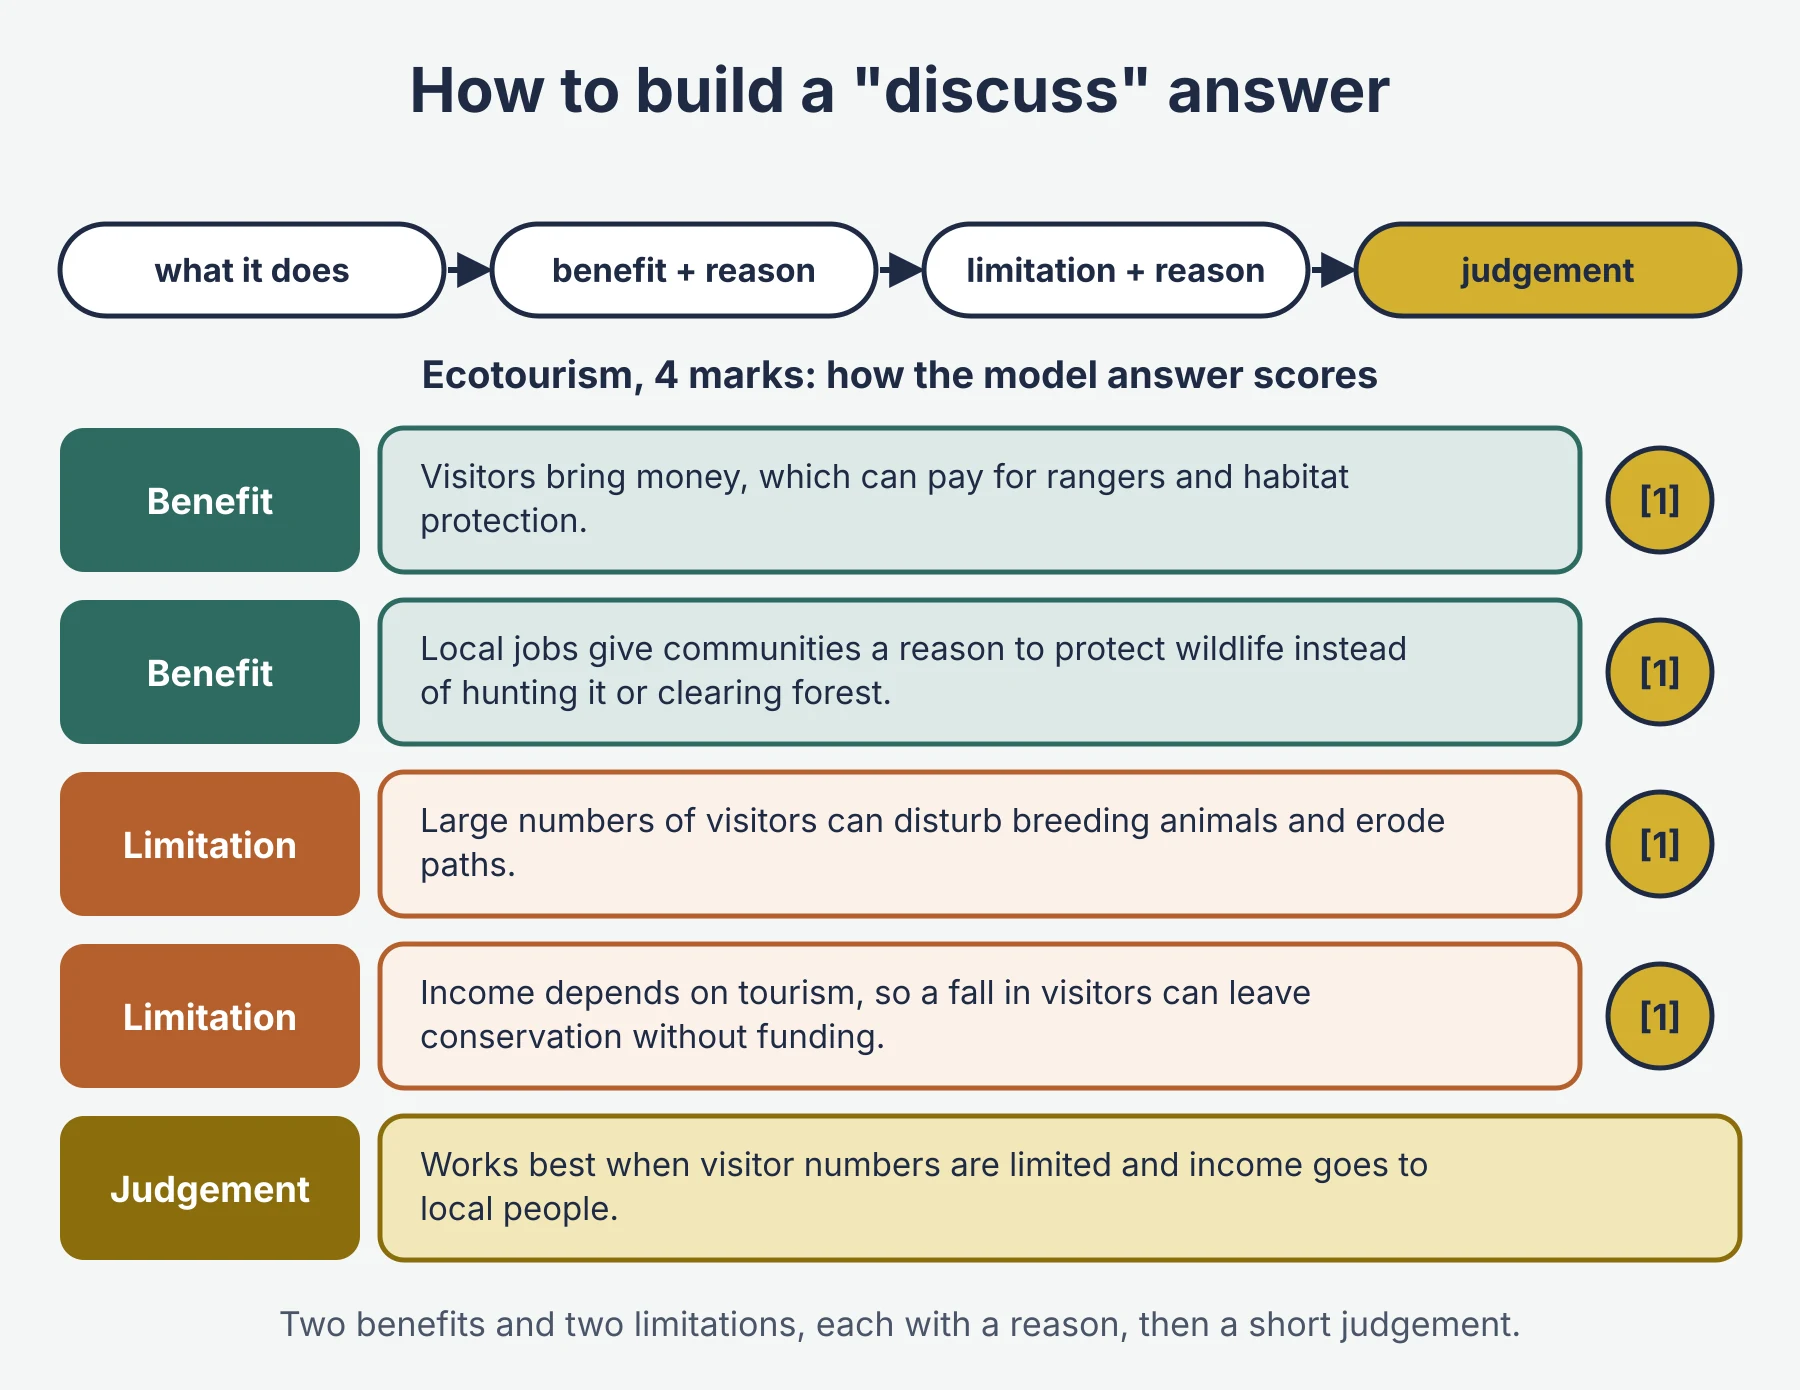 How to build a "discuss" answer
what it does
benefit + reason
limitation + reason
judgement
Ecotourism, 4 marks: how the model answer scores
Benefit
Visitors bring money, which can pay for rangers and habitat
protection.
[1]
Benefit
Local jobs give communities a reason to protect wildlife instead
of hunting it or clearing forest.
[1]
Limitation
Large numbers of visitors can disturb breeding animals and erode
paths.
[1]
Limitation
Income depends on tourism, so a fall in visitors can leave
conservation without funding.
[1]
Judgement
Works best when visitor numbers are limited and income goes to
local people.
Two benefits and two limitations, each with a reason, then a short judgement.